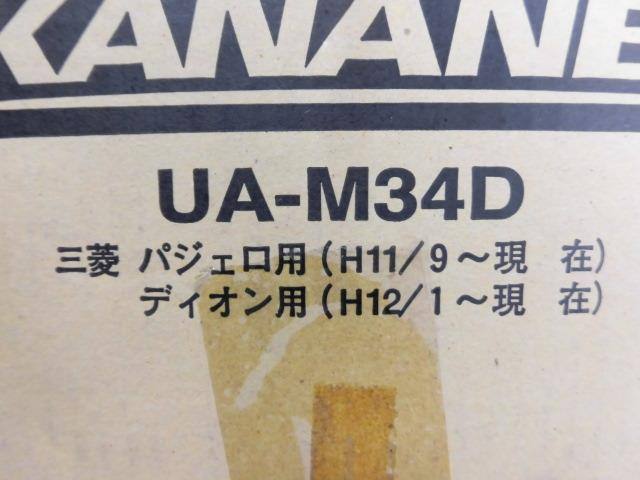 KANANE
UA-M34D
三菱 パジェロ用(H11/9～現 在)
ディオン用(H12/1～現 在)